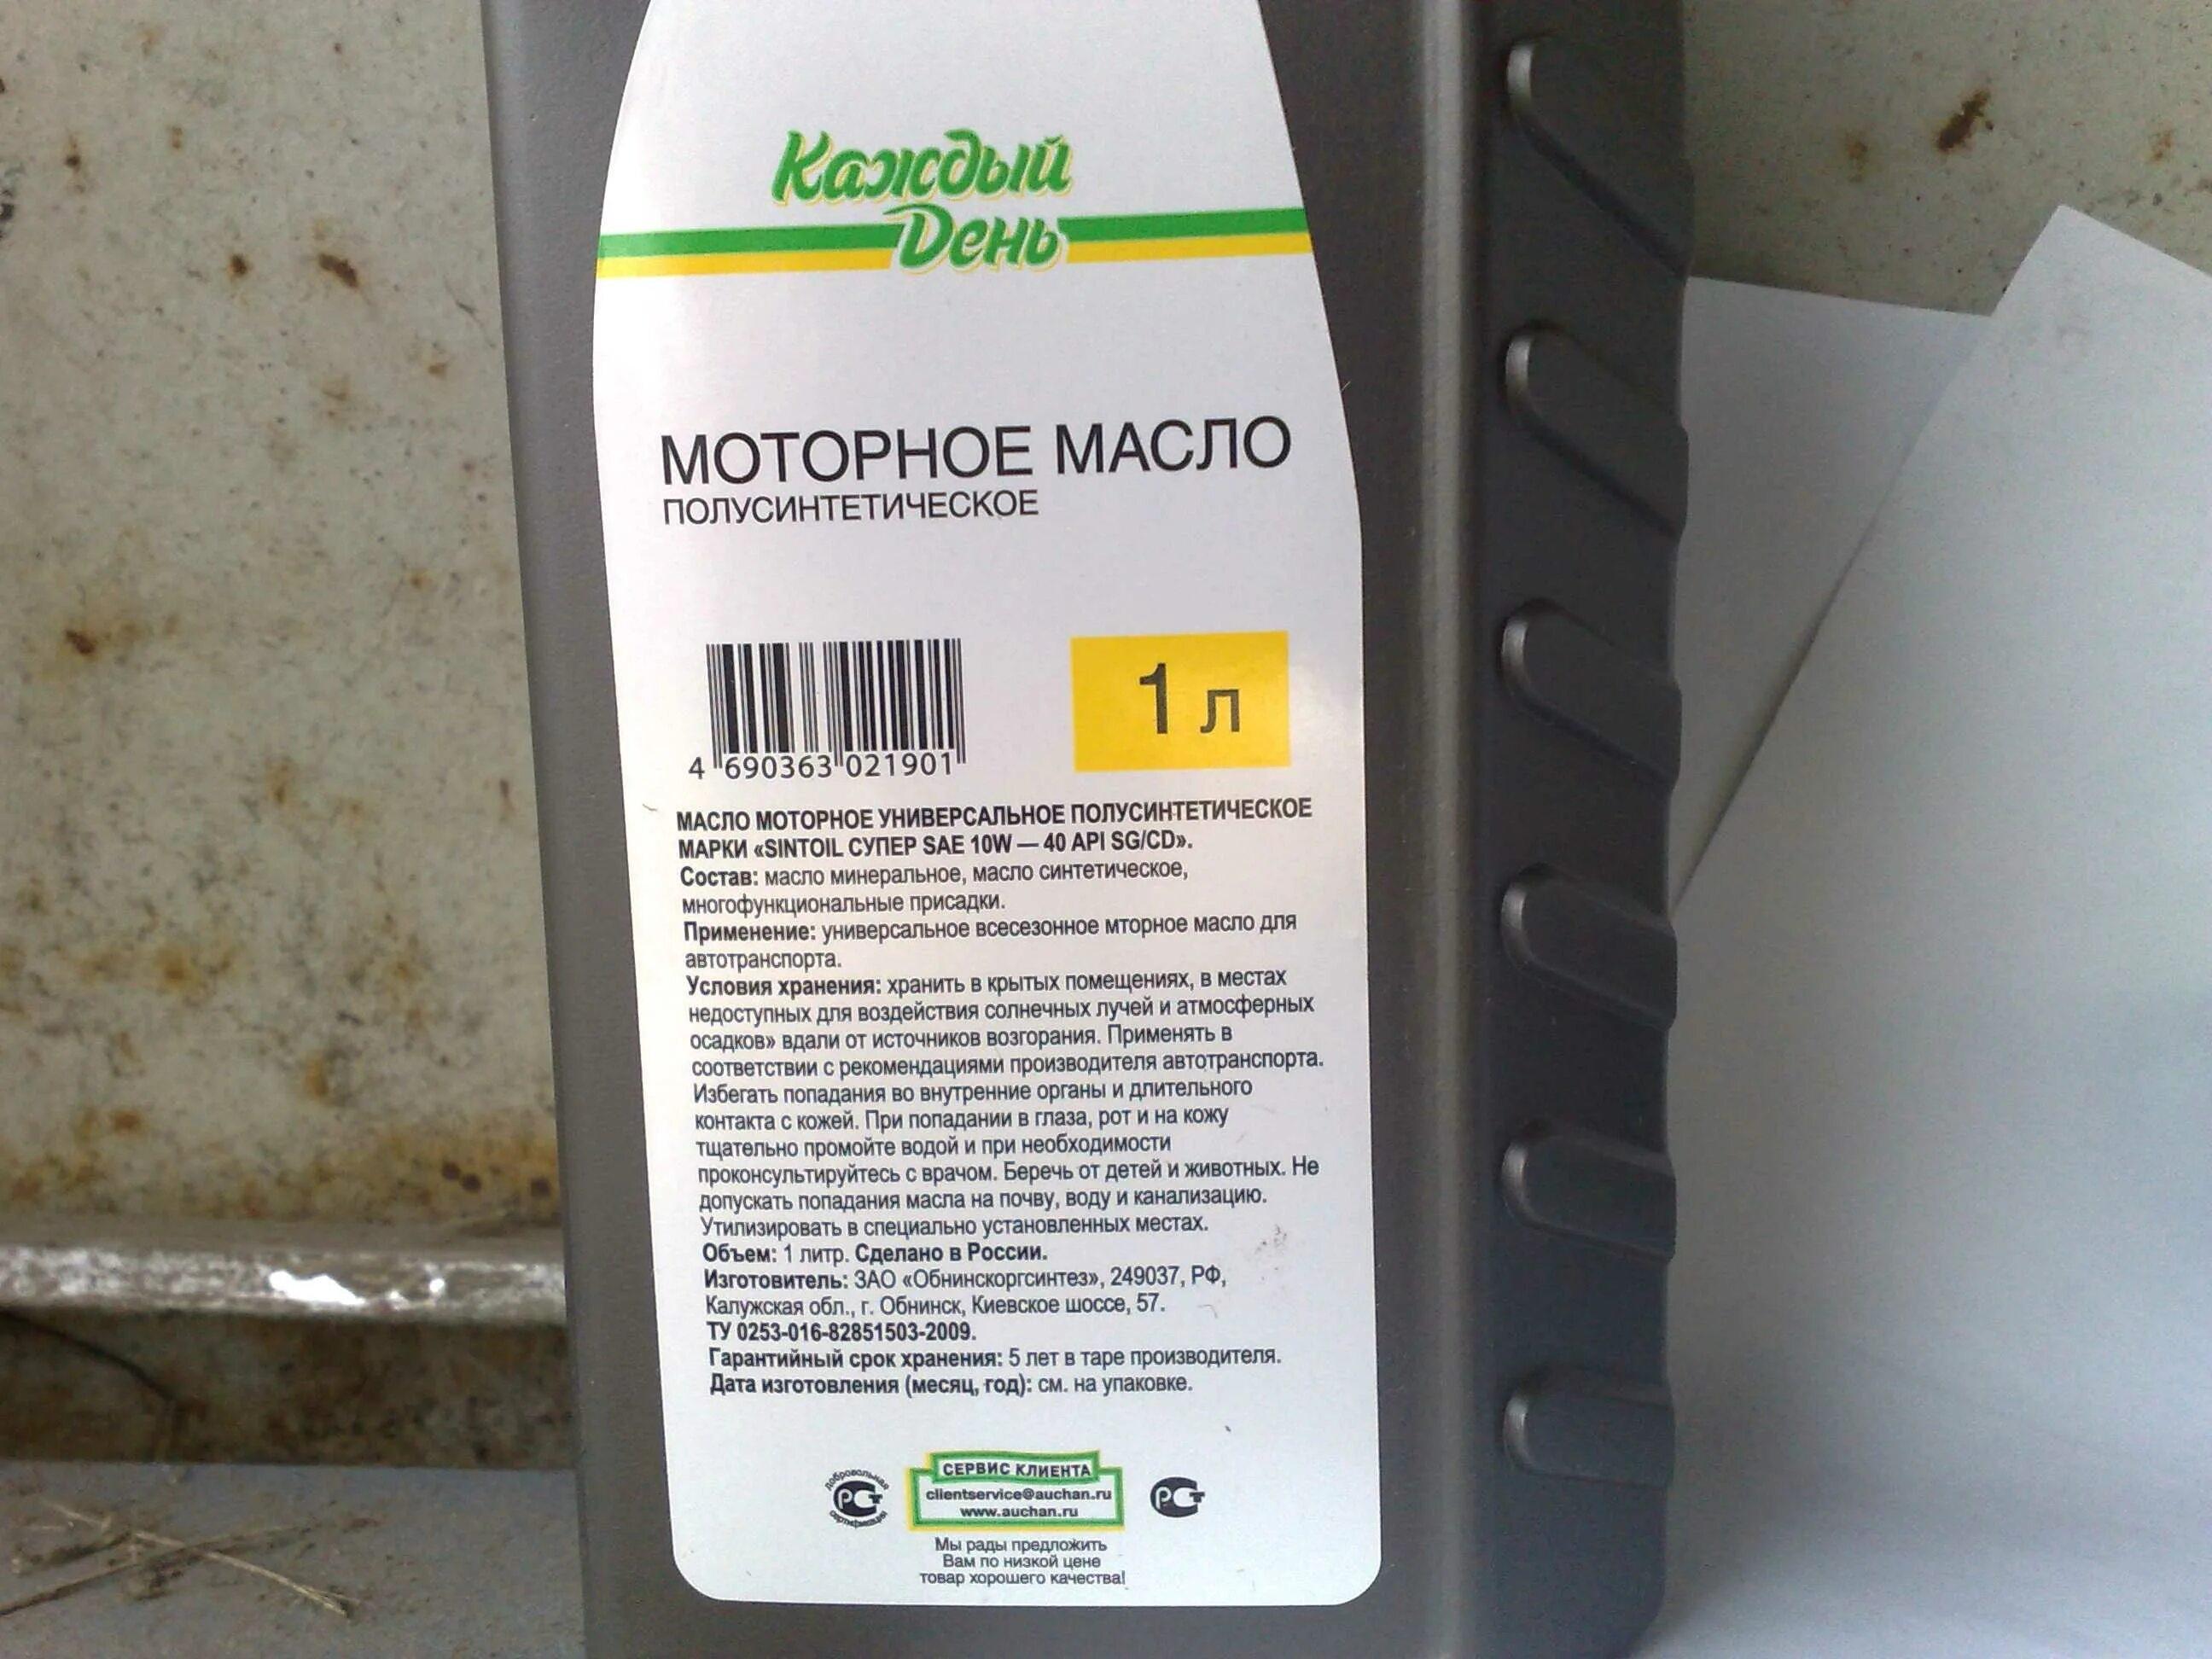 Каждый
День
МОТОРНОЕ МАСЛО
ПОЛУСИНТЕТИЧЕСКОЕ
1 л
4 690363 021901
МАСЛО МОТОРНОЕ УНИВЕРСАЛЬНОЕ ПОЛУСИНТЕТИЧЕСКОЕ
МАРКИ «SINTOIL СУПЕР SAE 10W — 40 API SG/CD».
Состав: масло минеральное, масло синтетическое,
многофункциональные присадки.
Применение: универсальное всесезонное мторное масло для
автотранспорта.
Условия хранения: хранить в крытых помещениях, в местах
недоступных для воздействия солнечных лучей и атмосферных
осадков» вдали от источников возгорания. Применять в
соответствии с рекомендациями производителя автотранспорта.
Избегать попадания во внутренние органы и длительного
контакта с кожей. При попадании в глаза, рот и на кожу
тщательно промойте водой и при необходимости
проконсультируйтесь с врачом. Беречь от детей и животных. Не
допускать попадания масла на почву, воду и канализацию.
Утилизировать в специально установленных местах.
Объем: 1 литр. Сделано в России.
Изготовитель: ЗАО «Обнинскоргсинтез», 249037, РФ,
Калужская обл., г. Обнинск, Киевское шоссе, 57.
ТУ 0253-016-82851503-2009.
Гарантийный срок хранения: 5 лет в таре производителя.
Дата изготовления (месяц, год): см. на упаковке.
добровольная
РСТ
сертификация
СЕРВИС КЛИЕНТА
clientservice@auchan.ru
www.auchan.ru
РСТ
Мы рады предложить
Вам по низкой цене
товар хорошего качества!